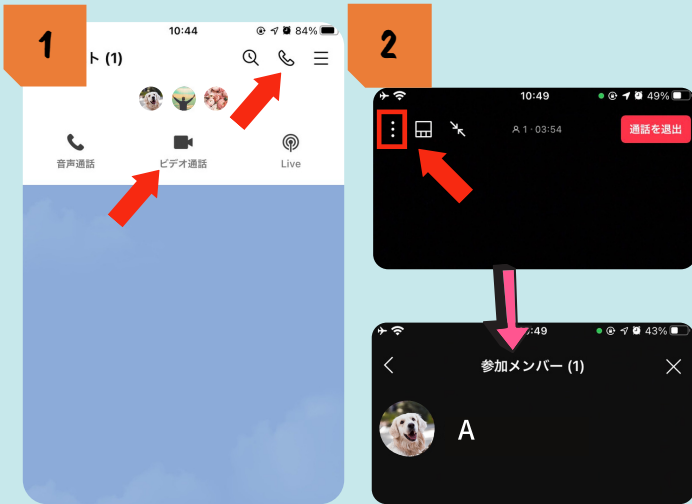 1
10:44
84%
ト (1)
音声通話
ビデオ通話
Live
2
10:49
49%
1・03:54
通話を退出
:49
43%
参加メンバー (1)
A